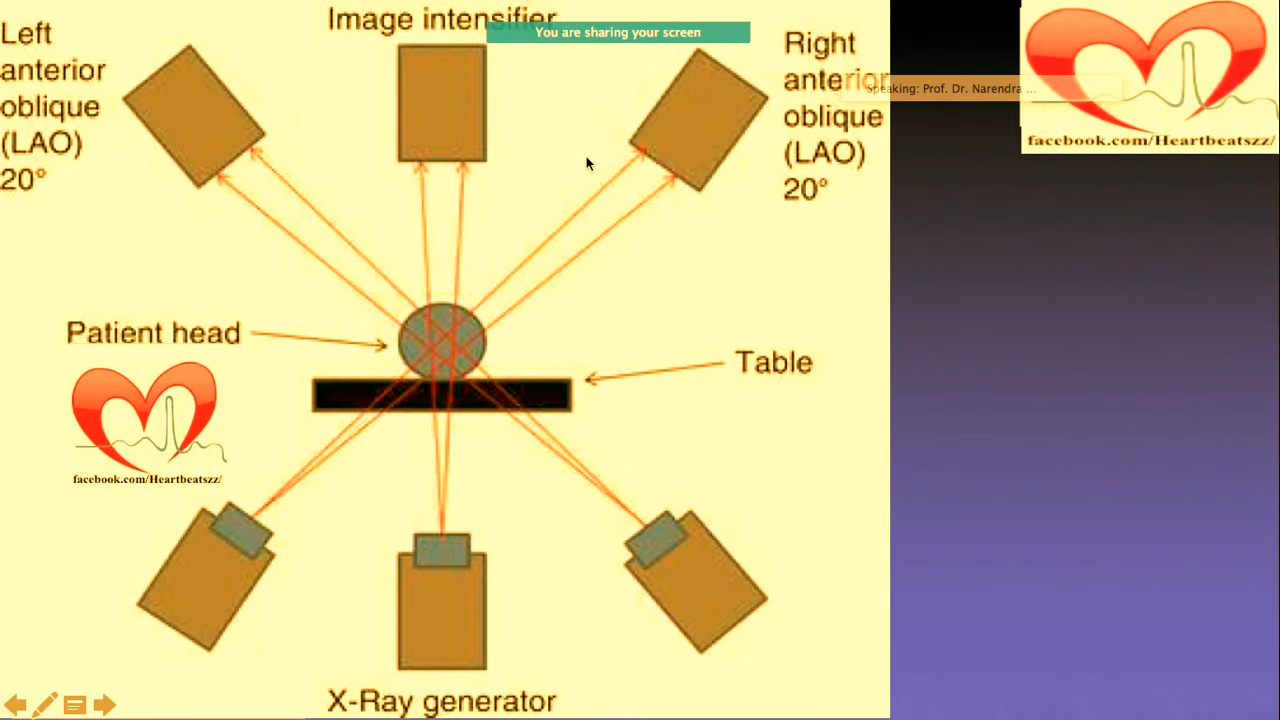 Image intensifier
You are sharing your screen
Left
anterior
oblique
(LAO)
20°
Right
anterior
oblique
(LAO)
20°
Speaking: Prof. Dr. Narendra ...
facebook.com/Heartbeatszz/
Patient head
Table
facebook.com/Heartbeatszz/
X-Ray generator